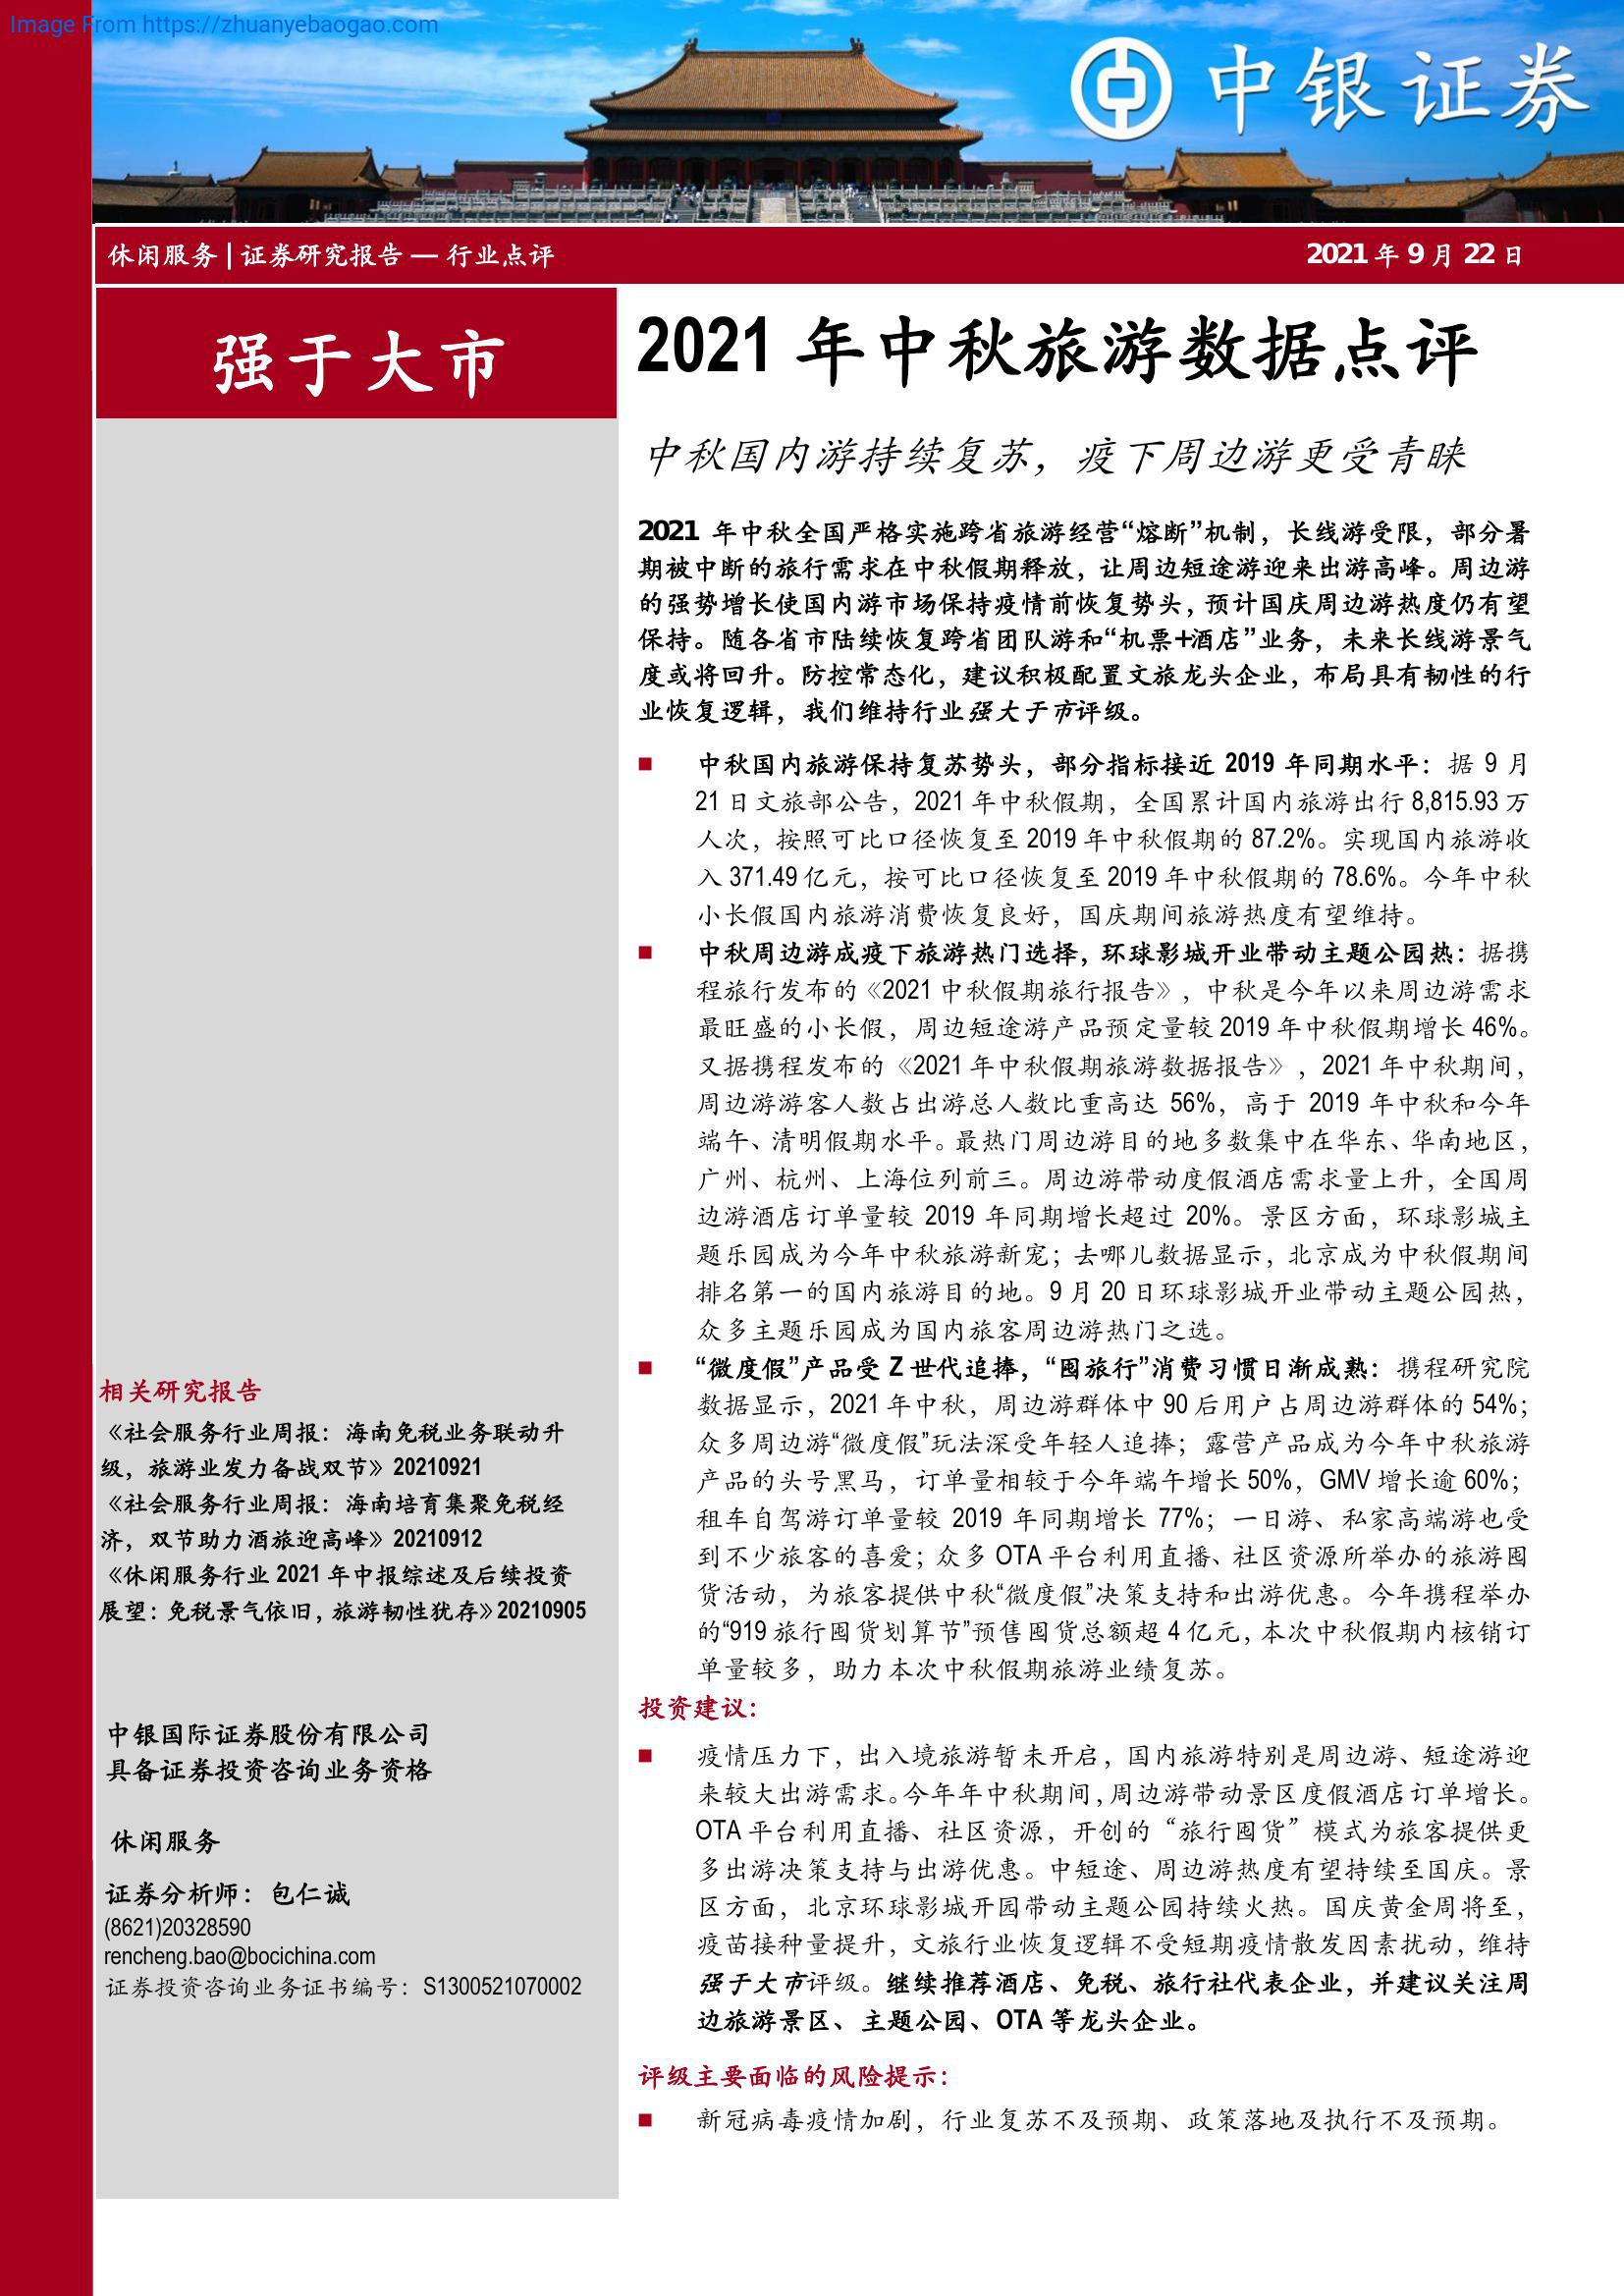 Image From https://zhuanyebaogao.com
中银证券
休闲服务 | 证券研究报告 — 行业点评
2021 年 9 月 22 日
强于大市
2021 年中秋旅游数据点评
中秋国内游持续复苏，疫下周边游更受青睐
2021 年中秋全国严格实施跨省旅游经营“熔断”机制，长线游受限，部分暑
期被中断的旅行需求在中秋假期释放，让周边短途游迎来出游高峰。周边游
的强势增长使国内游市场保持疫情前恢复势头，预计国庆周边游热度仍有望
保持。随各省市陆续恢复跨省团队游和“机票+酒店”业务，未来长线游景气
度或将回升。防控常态化，建议积极配置文旅龙头企业，布局具有韧性的行
业恢复逻辑，我们维持行业强大于市评级。
■ 中秋国内旅游保持复苏势头，部分指标接近 2019 年同期水平：据 9 月
21 日文旅部公告，2021 年中秋假期，全国累计国内旅游出行 8,815.93 万
人次，按照可比口径恢复至 2019 年中秋假期的 87.2%。实现国内旅游收
入 371.49 亿元，按可比口径恢复至 2019 年中秋假期的 78.6%。今年中秋
小长假国内旅游消费恢复良好，国庆期间旅游热度有望维持。
■ 中秋周边游成疫下旅游热门选择，环球影城开业带动主题公园热：据携
程旅行发布的《2021 中秋假期旅行报告》，中秋是今年以来周边游需求
最旺盛的小长假，周边短途游产品预定量较 2019 年中秋假期增长 46%。
又据携程发布的《2021 年中秋假期旅游数据报告》，2021 年中秋期间，
周边游游客人数占出游总人数比重高达 56%，高于 2019 年中秋和今年
端午、清明假期水平。最热门周边游目的地多数集中在华东、华南地区，
广州、杭州、上海位列前三。周边游带动度假酒店需求量上升，全国周
边游酒店订单量较 2019 年同期增长超过 20%。景区方面，环球影城主
题乐园成为今年中秋旅游新宠；去哪儿数据显示，北京成为中秋假期间
排名第一的国内旅游目的地。9 月 20 日环球影城开业带动主题公园热，
众多主题乐园成为国内旅客周边游热门之选。
■ “微度假”产品受 Z 世代追捧，“囤旅行”消费习惯日渐成熟：携程研究院
数据显示，2021 年中秋，周边游群体中 90 后用户占周边游群体的 54%；
众多周边游“微度假”玩法深受年轻人追捧；露营产品成为今年中秋旅游
产品的头号黑马，订单量相较于今年端午增长 50%，GMV 增长逾 60%；
租车自驾游订单量较 2019 年同期增长 77%；一日游、私家高端游也受
到不少旅客的喜爱；众多 OTA 平台利用直播、社区资源所举办的旅游囤
货活动，为旅客提供中秋“微度假”决策支持和出游优惠。今年携程举办
的“919 旅行囤货划算节”预售囤货总额超 4 亿元，本次中秋假期内核销订
单量较多，助力本次中秋假期旅游业绩复苏。
投资建议：
■ 疫情压力下，出入境旅游暂未开启，国内旅游特别是周边游、短途游迎
来较大出游需求。今年年中秋期间，周边游带动景区度假酒店订单增长。
OTA 平台利用直播、社区资源，开创的“旅行囤货”模式为旅客提供更
多出游决策支持与出游优惠。中短途、周边游热度有望持续至国庆。景
区方面，北京环球影城开园带动主题公园持续火热。国庆黄金周将至，
疫苗接种量提升，文旅行业恢复逻辑不受短期疫情散发因素扰动，维持
强于大市评级。继续推荐酒店、免税、旅行社代表企业，并建议关注周
边旅游景区、主题公园、OTA 等龙头企业。
评级主要面临的风险提示：
■ 新冠病毒疫情加剧，行业复苏不及预期、政策落地及执行不及预期。
相关研究报告
《社会服务行业周报：海南免税业务联动升
级，旅游业发力备战双节》20210921
《社会服务行业周报：海南培育集聚免税经
济，双节助力酒旅迎高峰》20210912
《休闲服务行业 2021 年中报综述及后续投资
展望：免税景气依旧，旅游韧性犹存》20210905
中银国际证券股份有限公司
具备证券投资咨询业务资格
休闲服务
证券分析师：包仁诚
(8621)20328590
rencheng.bao@bocichina.com
证券投资咨询业务证书编号：S1300521070002